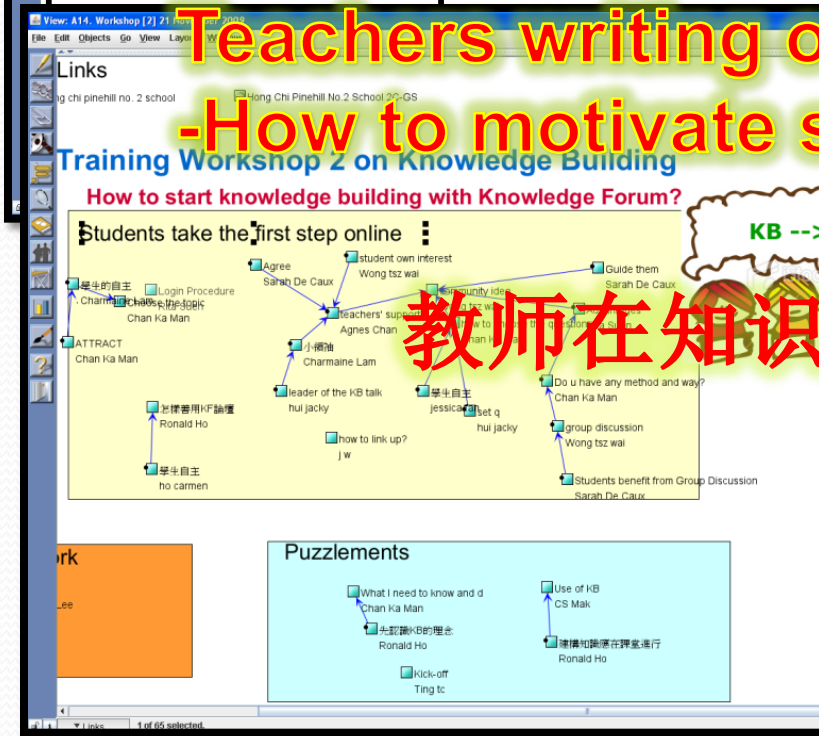 View: A14. Workshop [2] 21 November 2009
File Edit Objects Go View
Teachers writing o
-How to motivate s
Links
ng chi pinehill no. 2 school
Hong Chi Pinehill No.2 School 2C-GS
Training Workshop 2 on Knowledge Building
How to start knowledge building with Knowledge Forum?
KB --
Students take the first step online
student own interest
Wong tsz wai
Agree
Sarah De Caux
Guide them
Sarah De Caux
學生的自主
Charmaine Lam
Login Procedure
Rita Suen
Choose the topic
Chan Ka Man
teachers' support
Agnes Chan
教师在知识
ATTRACT
Chan Ka Man
小領袖
Charmaine Lam
leader of the KB talk
hui jacky
學生自主
set q
hui jacky
Do u have any method and way?
Chan Ka Man
怎樣善用KF論壇
Ronald Ho
how to link up?
j w
group discussion
Wong tsz wai
學生自主
ho carmen
Students benefit from Group Discussion
Sarah De Caux
rk
Lee
Puzzlements
What I need to know and d
Chan Ka Man
Use of KB
CS Mak
先認識KB的理念
Ronald Ho
建構知識應在課堂進行
Ronald Ho
Kick-off
Ting tc
Links
1 of 65 selected.